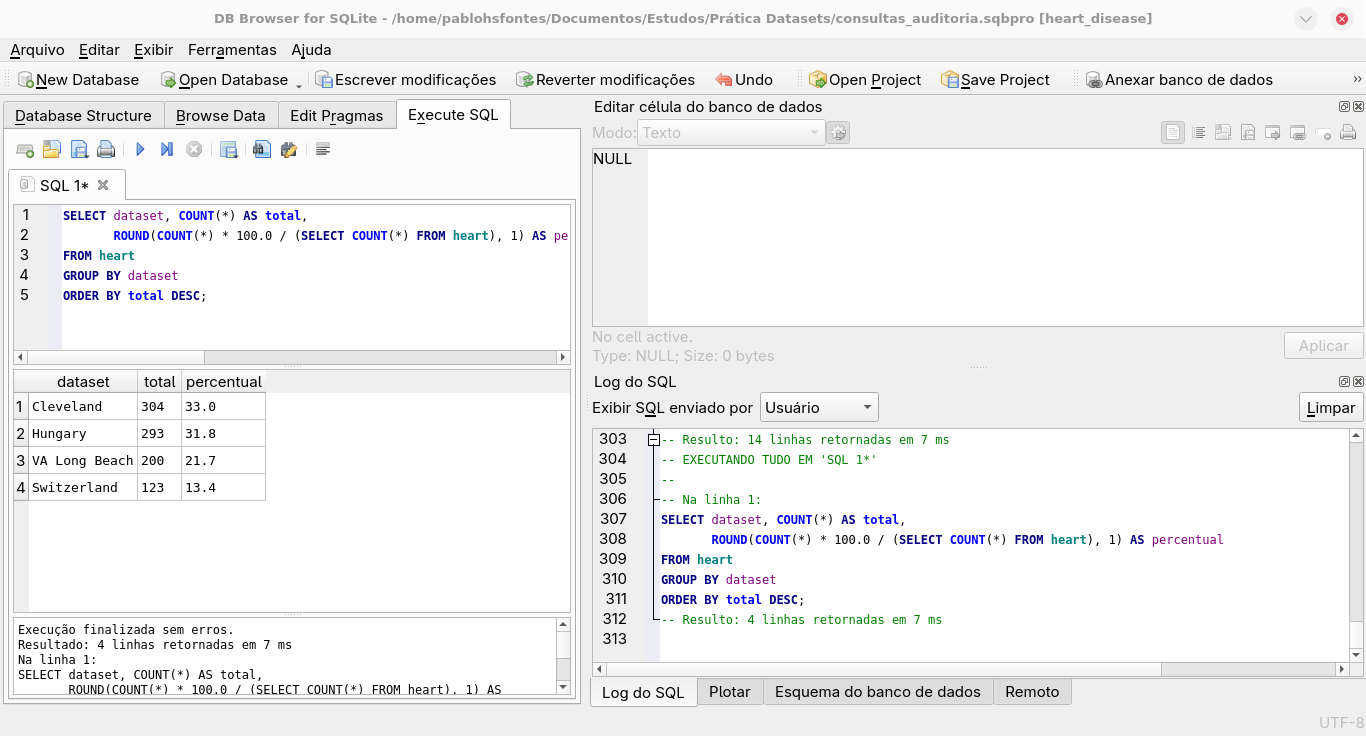 DB Browser for SQLite - /home/pablohsfontes/Documentos/Estudos/Prática Datasets/consultas_auditoria.sqbpro [heart_disease]
Arquivo Editar Exibir Ferramentas Ajuda
New Database Open Database Escrever modificações Reverter modificações Undo Open Project Save Project Anexar banco de dados »
Database Structure Browse Data Edit Pragmas Execute SQL
SQL 1*
1 SELECT dataset, COUNT(*) AS total,
2 ROUND(COUNT(*) * 100.0 / (SELECT COUNT(*) FROM heart), 1) AS pe
3 FROM heart
4 GROUP BY dataset
5 ORDER BY total DESC;
dataset total percentual
1 Cleveland 304 33.0
2 Hungary 293 31.8
3 VA Long Beach 200 21.7
4 Switzerland 123 13.4
Execução finalizada sem erros.
Resultado: 4 linhas retornadas em 7 ms
Na linha 1:
SELECT dataset, COUNT(*) AS total,
ROUND(COUNT(*) * 100.0 / (SELECT COUNT(*) FROM heart), 1) AS
Editar célula do banco de dados
Modo: Texto
NULL
No cell active.
Type: NULL; Size: 0 bytes
Aplicar
Log do SQL
Exibir SQL enviado por Usuário Limpar
303 -- Resulto: 14 linhas retornadas em 7 ms
304 -- EXECUTANDO TUDO EM 'SQL 1*'
305 --
306 -- Na linha 1:
307 SELECT dataset, COUNT(*) AS total,
308 ROUND(COUNT(*) * 100.0 / (SELECT COUNT(*) FROM heart), 1) AS percentual
309 FROM heart
310 GROUP BY dataset
311 ORDER BY total DESC;
312 -- Resulto: 4 linhas retornadas em 7 ms
313
Log do SQL Plotar Esquema do banco de dados Remoto
UTF-8